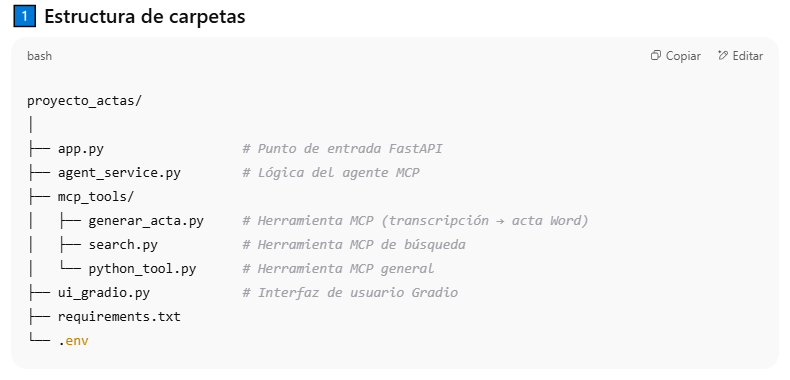 1 Estructura de carpetas
bash Copiar Editar
proyecto_actas/
│
├── app.py # Punto de entrada FastAPI
├── agent_service.py # Lógica del agente MCP
├── mcp_tools/
│ ├── generar_acta.py # Herramienta MCP (transcripción → acta Word)
│ ├── search.py # Herramienta MCP de búsqueda
│ └── python_tool.py # Herramienta MCP general
├── ui_gradio.py # Interfaz de usuario Gradio
├── requirements.txt
└── .env